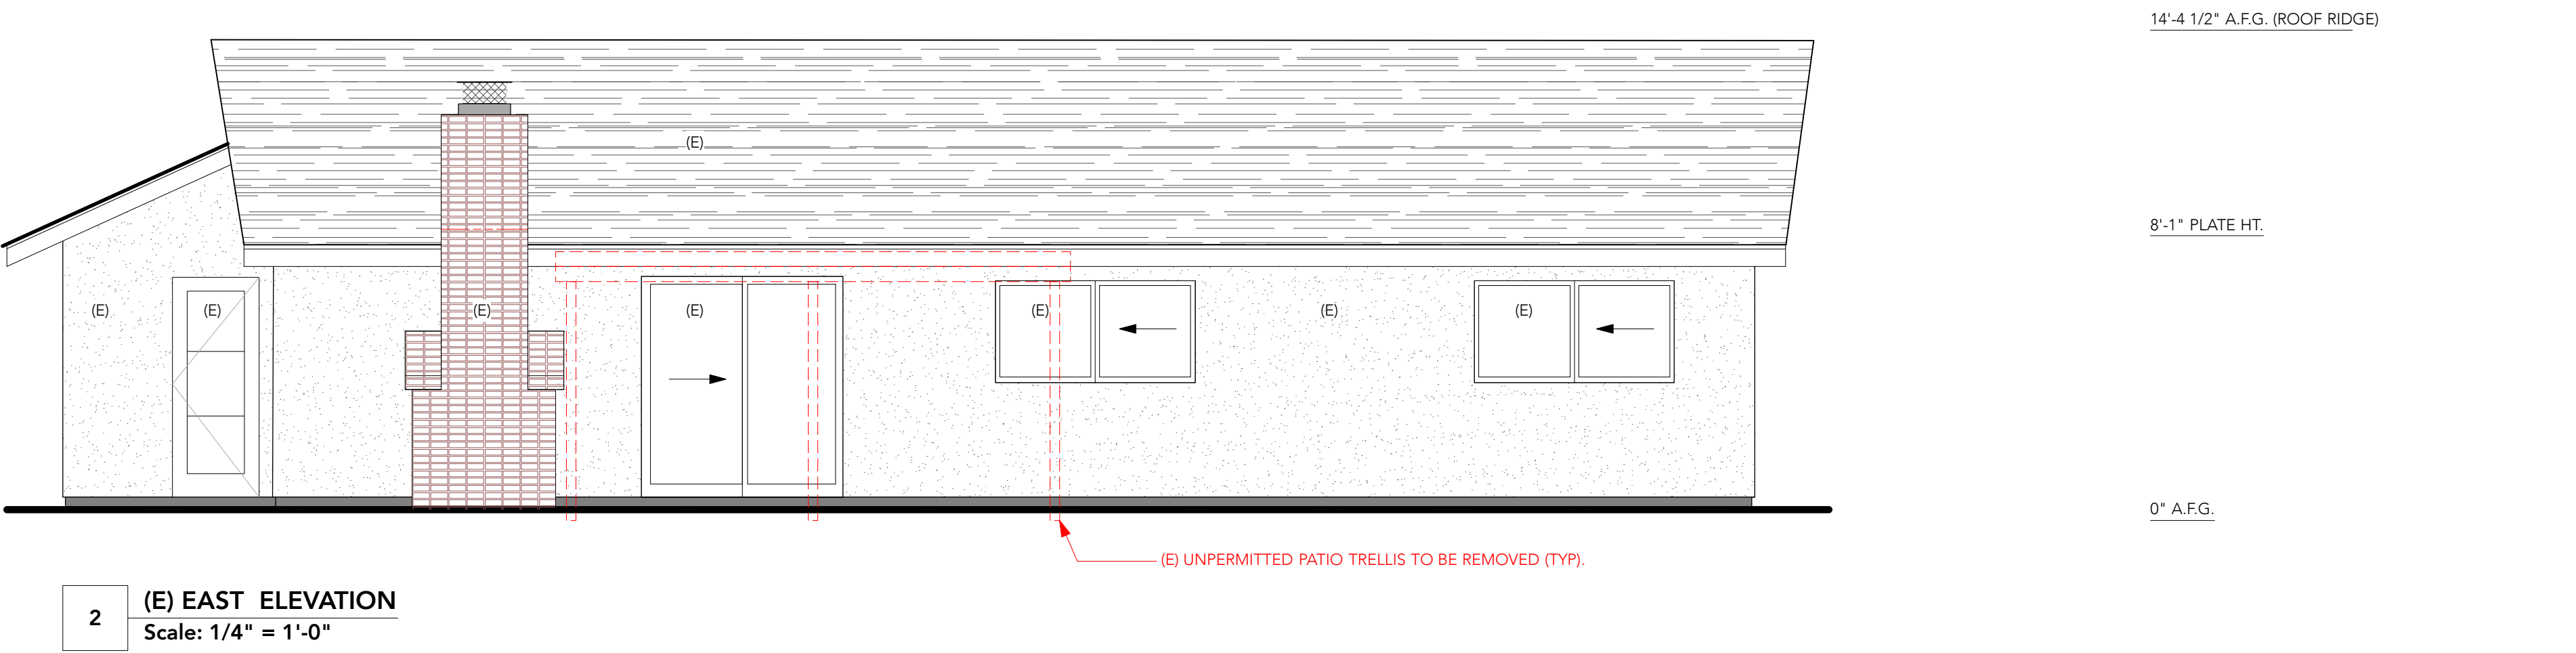 14'-4 1/2" A.F.G. (ROOF RIDGE)
(E)
8'-1" PLATE HT.
(E)
(E)
(E)
(E)
(E)
(E)
(E)
0" A.F.G.
(E) UNPERMITTED PATIO TRELLIS TO BE REMOVED (TYP).
2
(E) EAST ELEVATION
Scale: 1/4" = 1'-0"